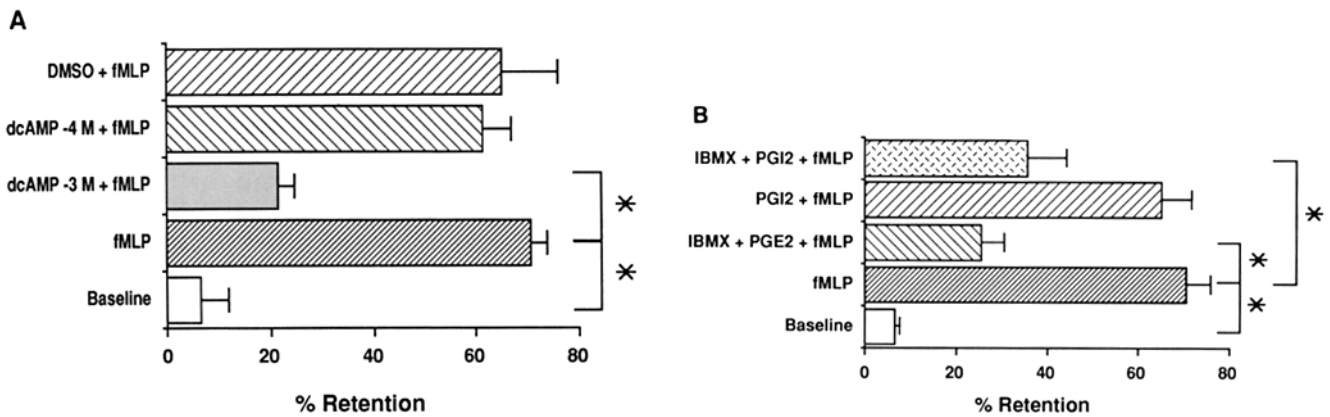 A
DMSO + fMLP
dcAMP -4 M + fMLP
dcAMP -3 M + fMLP
fMLP
Baseline
0 20 40 60 80
% Retention
B
IBMX + PGI2 + fMLP
PGI2 + fMLP
IBMX + PGE2 + fMLP
fMLP
Baseline
0 20 40 60 80
% Retention